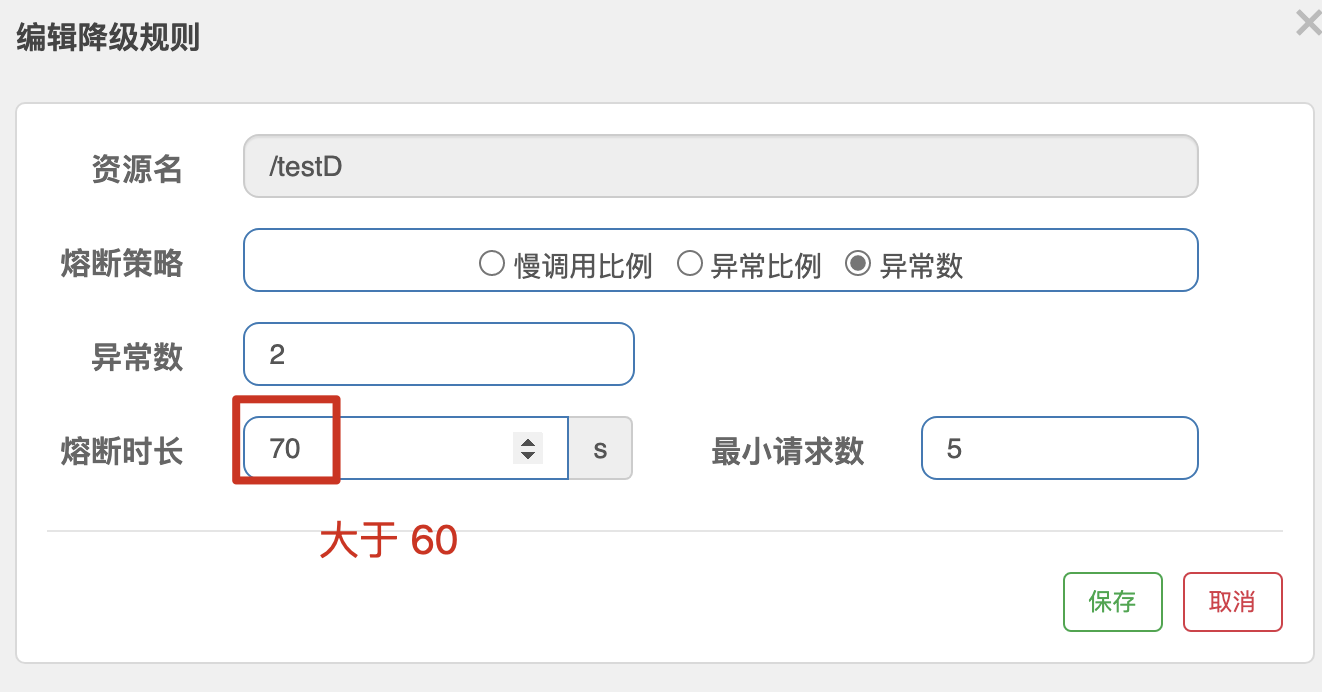 编辑降级规则
资源名 /testD
熔断策略 慢调用比例 异常比例 异常数
异常数 2
熔断时长 70 s 最小请求数 5
大于 60
保存 取消